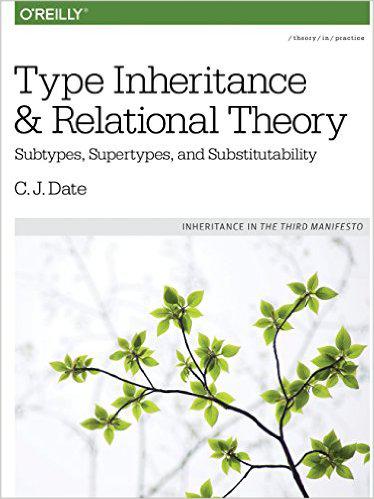 O'REILLY®
/ theory / in / practice
Type Inheritance
& Relational Theory
Subtypes, Supertypes, and Substitutability
C. J. Date
INHERITANCE IN THE THIRD MANIFESTO